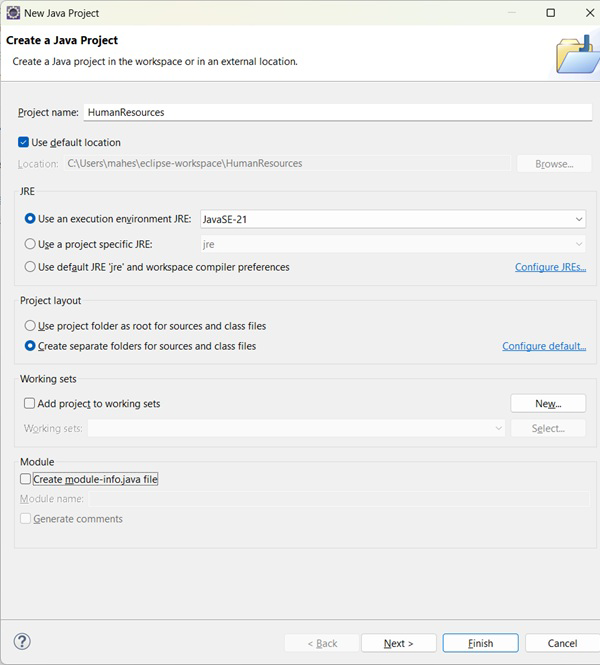 New Java Project
Create a Java Project
Create a Java project in the workspace or in an external location.
Project name: HumanResources
Use default location
Location: C:\Users\mahes\eclipse-workspace\HumanResources Browse...
JRE
Use an execution environment JRE: JavaSE-21
Use a project specific JRE: jre
Use default JRE 'jre' and workspace compiler preferences Configure JREs...
Project layout
Use project folder as root for sources and class files
Create separate folders for sources and class files Configure default...
Working sets
Add project to working sets New...
Working sets: Select...
Module
Create module-info.java file
Module name:
Generate comments
? < Back Next > Finish Cancel